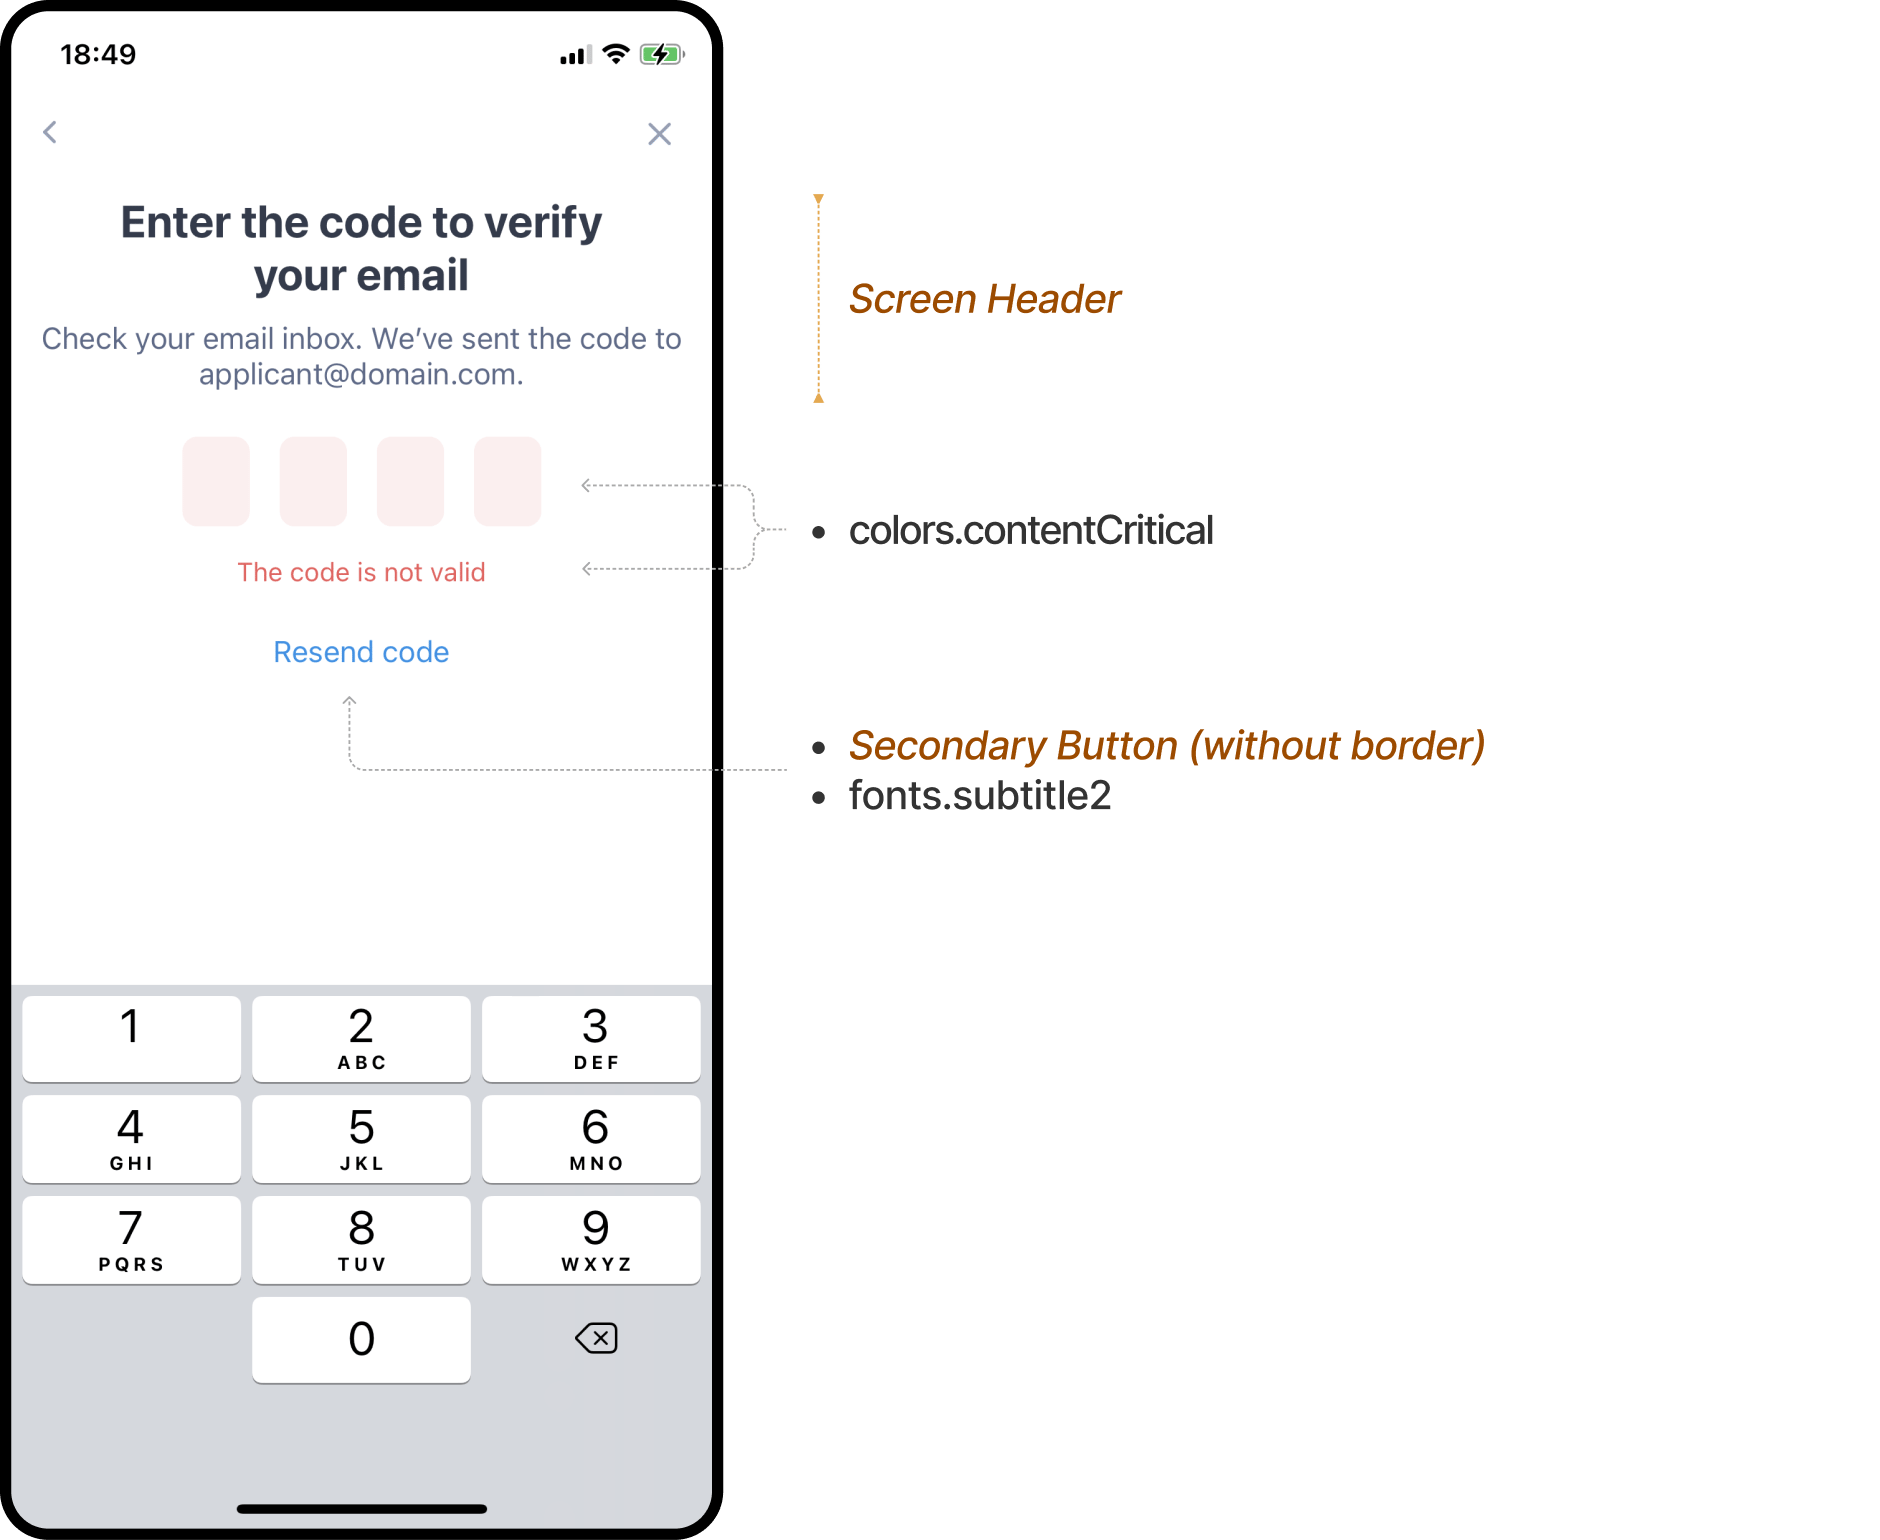 18:49
Enter the code to verify
your email
Check your email inbox. We’ve sent the code to
applicant@domain.com.
The code is not valid
Resend code
Screen Header
• colors.contentCritical
• Secondary Button (without border)
• fonts.subtitle2
1 2 3
ABC DEF
4 5 6
GHI JKL MNO
7 8 9
PQRS TUV WXYZ
0